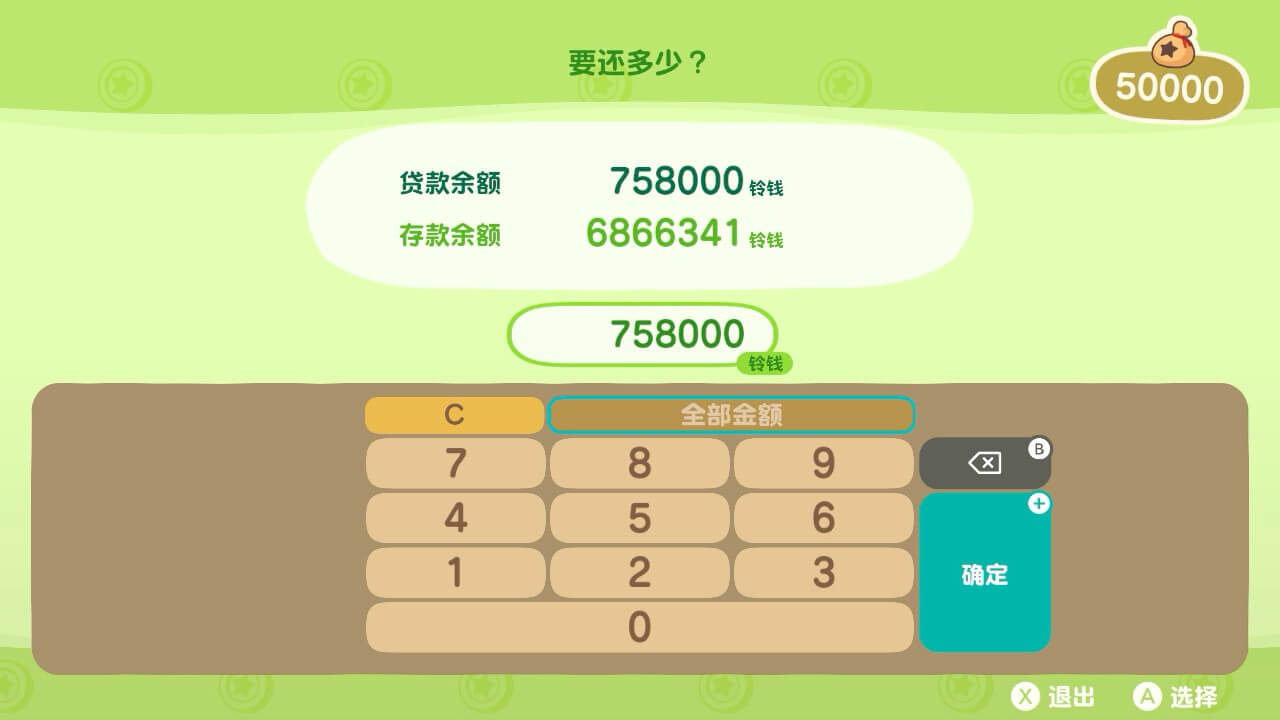 要还多少？
50000
贷款余额 758000 铃钱
存款余额 6866341 铃钱
758000
铃钱
C 全部金额
7 8 9 B
4 5 6 +
1 2 3 确定
0
X 退出 A 选择